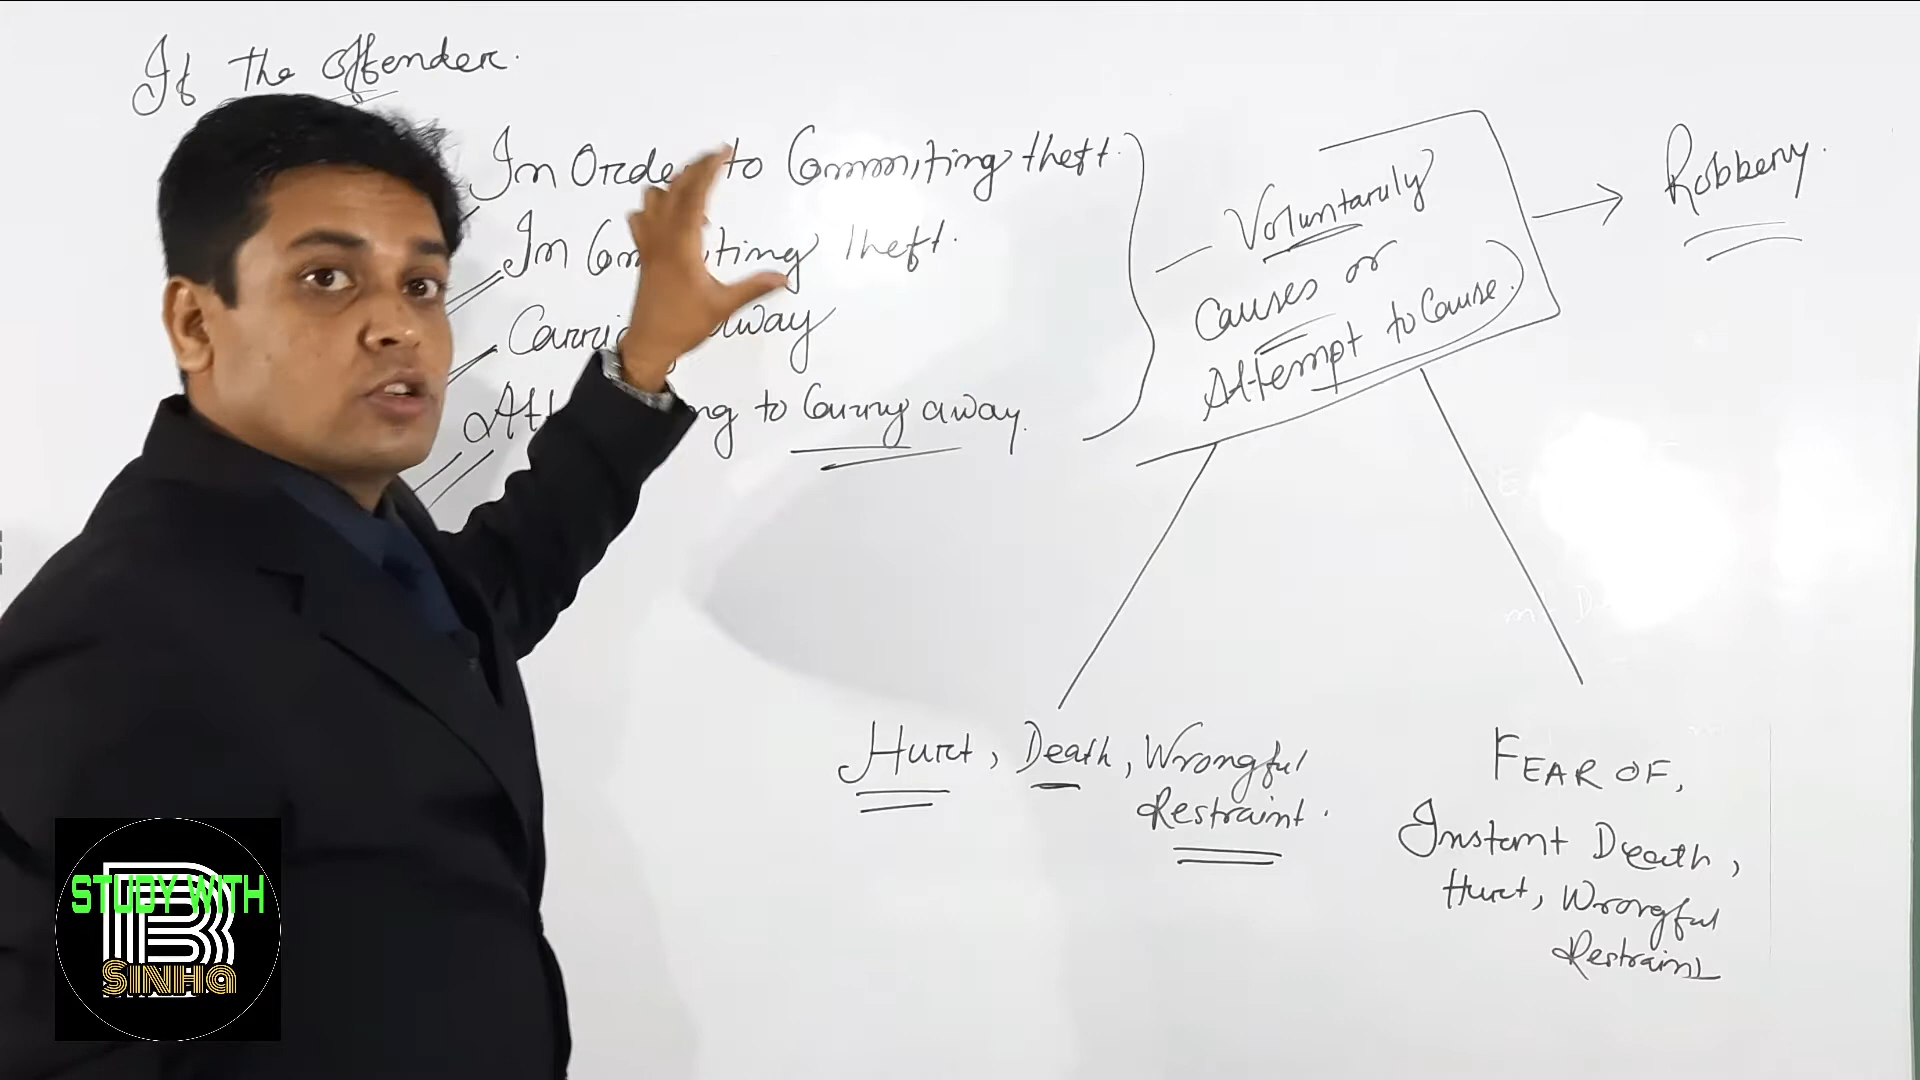 If the offender.
In Order to Commiting theft.
In Commiting theft.
Carrying away
Attempting to Carry away.
Voluntaruly
Causes or
Attempt to Cause.
Robbery.
Hurt, Death, Wrongful
Restraint.
FEAR OF,
Instant Death,
Hurt, Wrongful
Restraint
STUDY WITH
B
SINHA